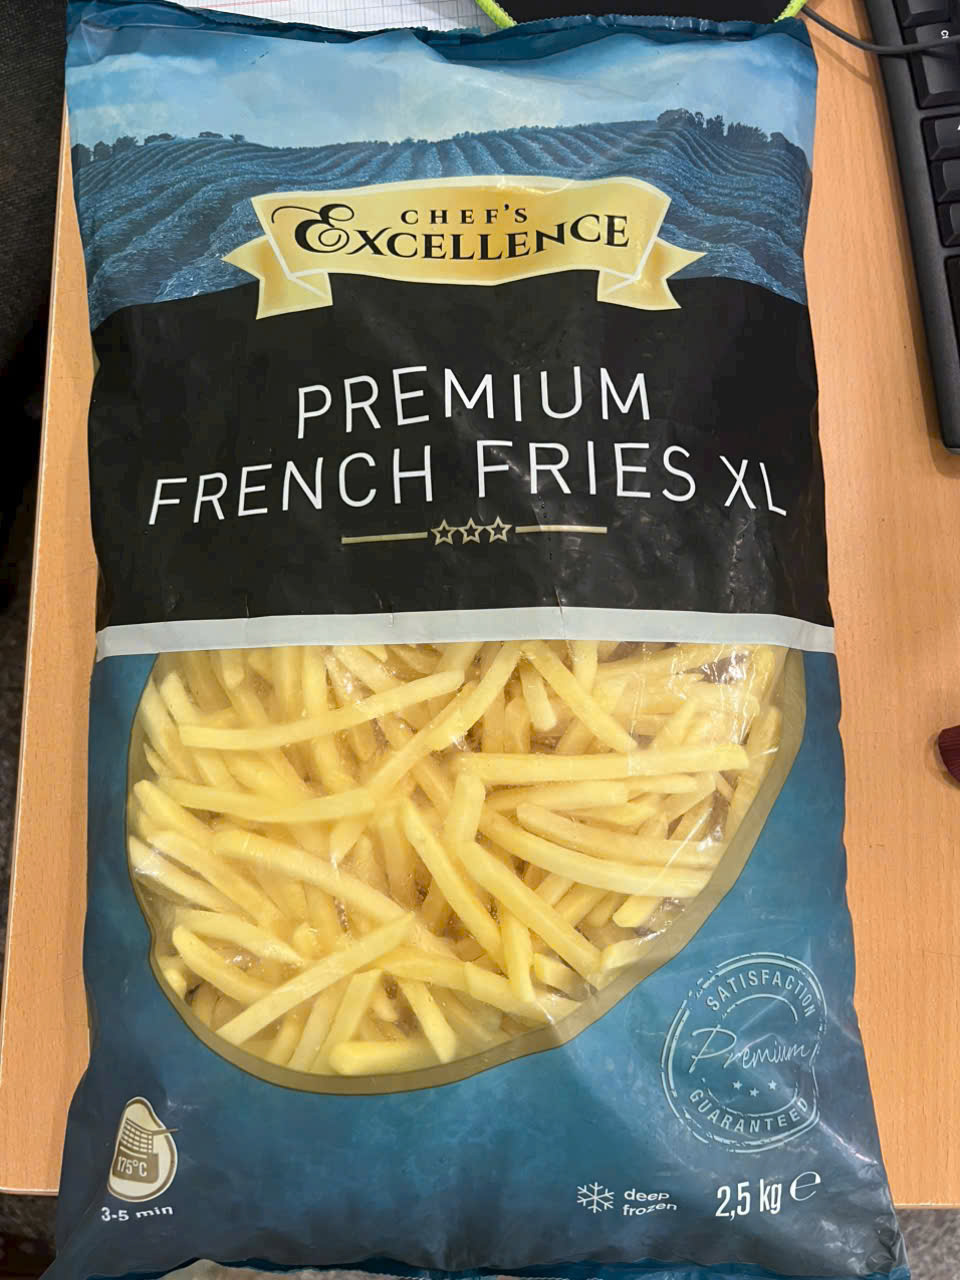 CHEF'S
EXCELLENCE
PREMIUM
FRENCH FRIES XL
SATISFACTION
Premium
GUARANTEED
175°C
3-5 min
deep
frozen
2,5 kg ℮